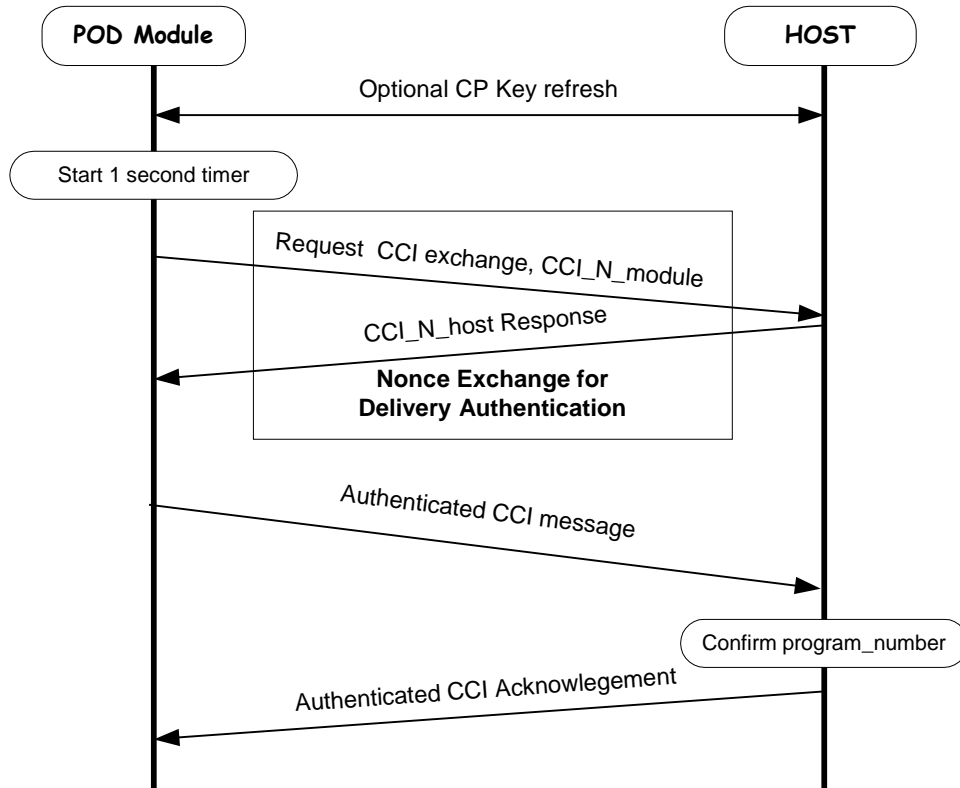 POD Module
HOST
Optional CP Key refresh
Start 1 second timer
Request CCI exchange, CCI_N_module
CCI_N_host Response
Nonce Exchange for
Delivery Authentication
Authenticated CCI message
Confirm program_number
Authenticated CCI Acknowlegement